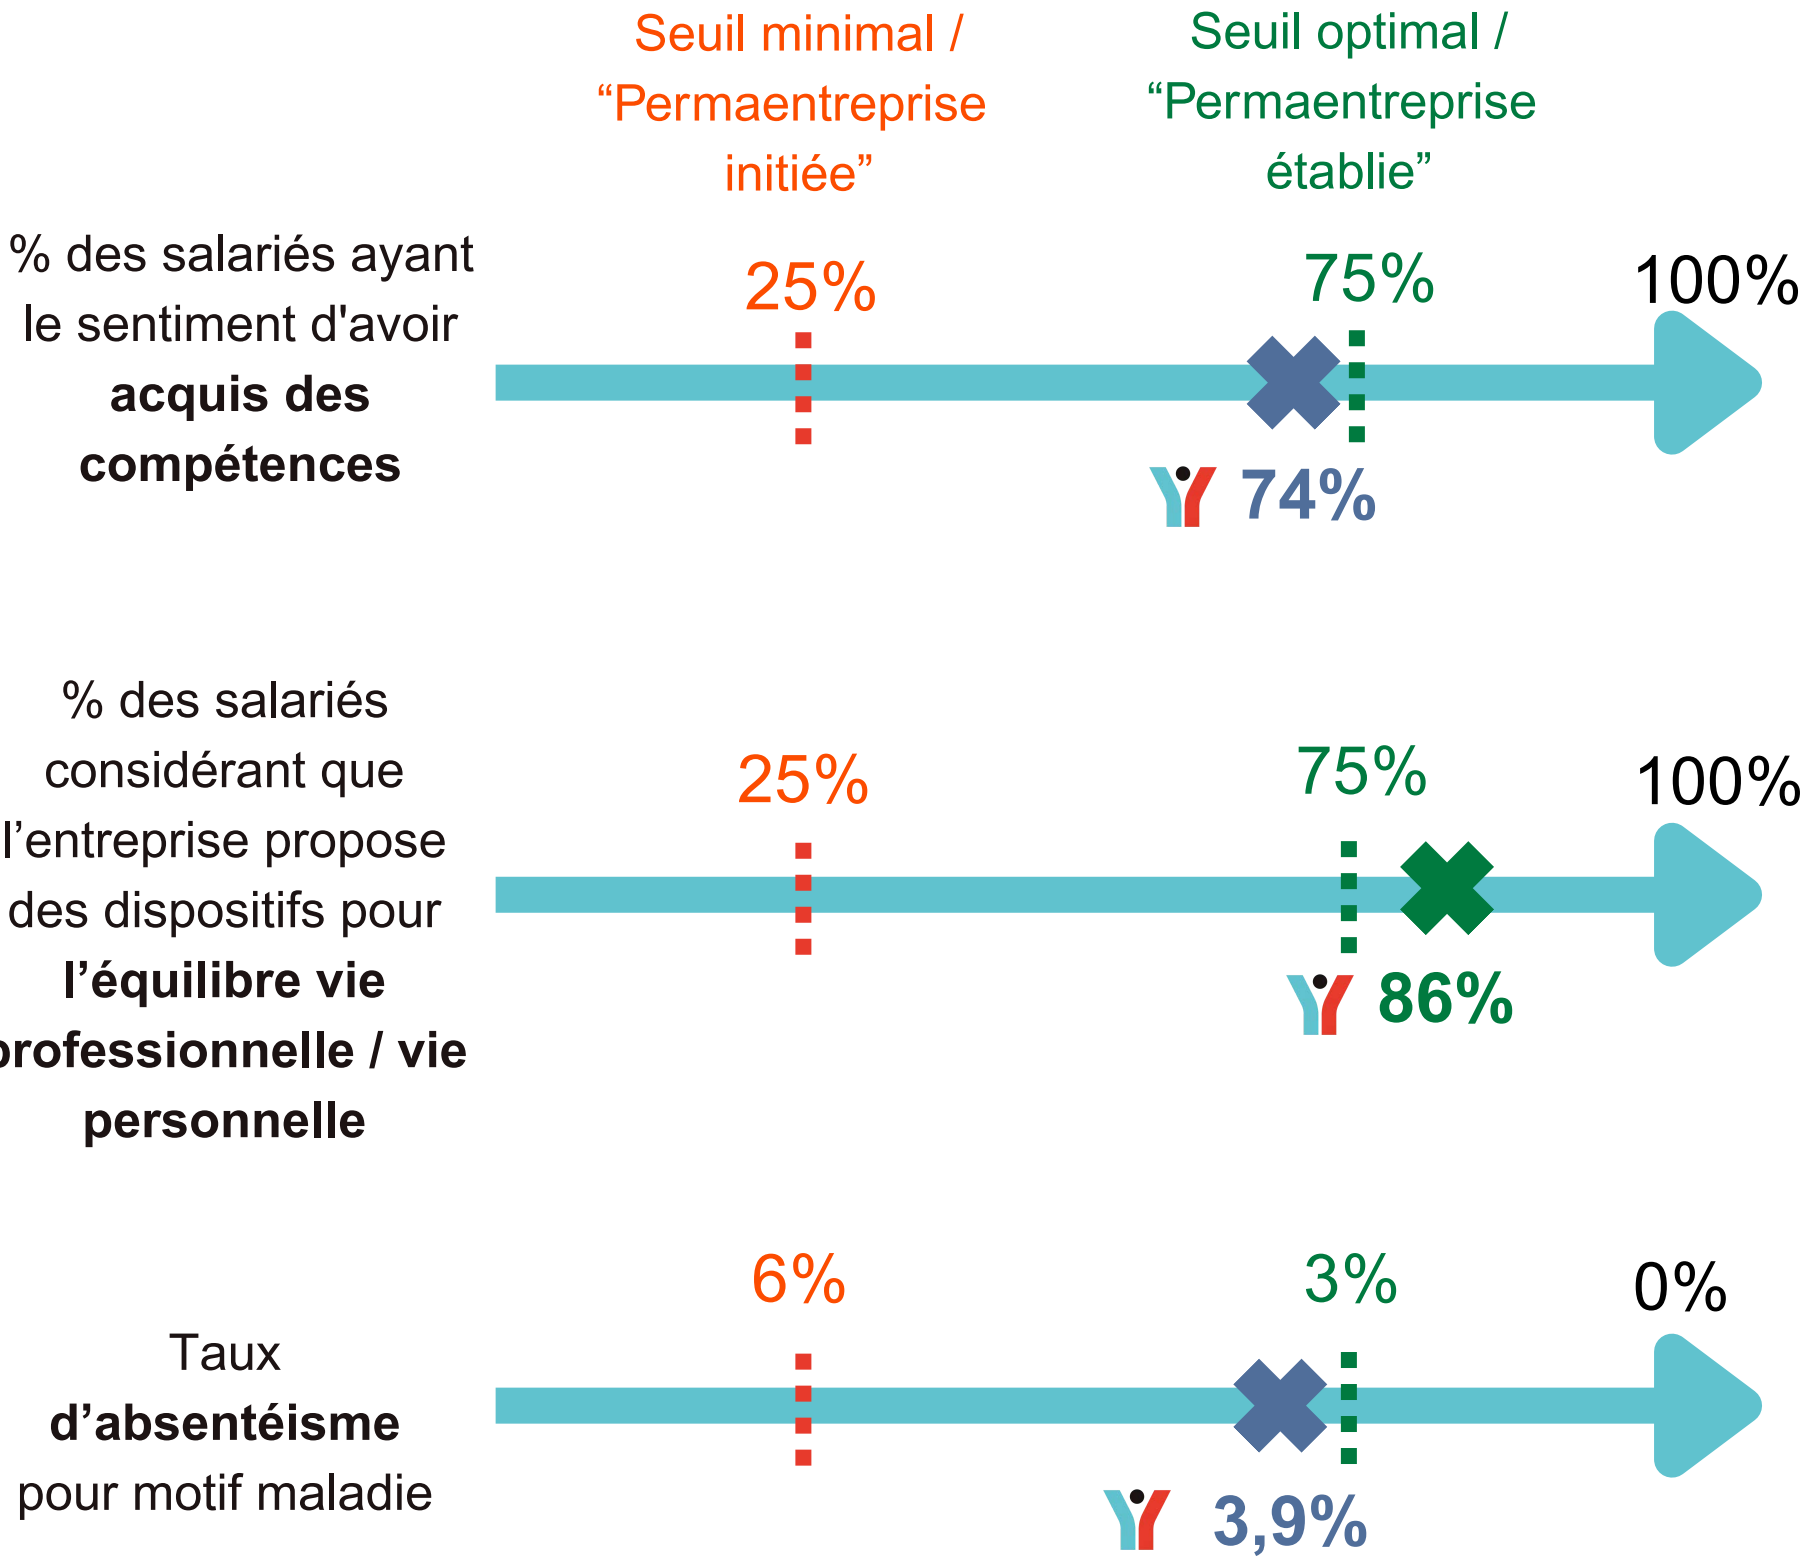 Seuil minimal /
“Permaentreprise
initiée”
Seuil optimal /
“Permaentreprise
établie”
% des salariés ayant
le sentiment d'avoir
acquis des
compétences
25%
75%
100%
74%
% des salariés
considérant que
l’entreprise propose
des dispositifs pour
l’équilibre vie
professionnelle / vie
personnelle
25%
75%
100%
86%
Taux
d’absentéisme
pour motif maladie
6%
3%
0%
3,9%